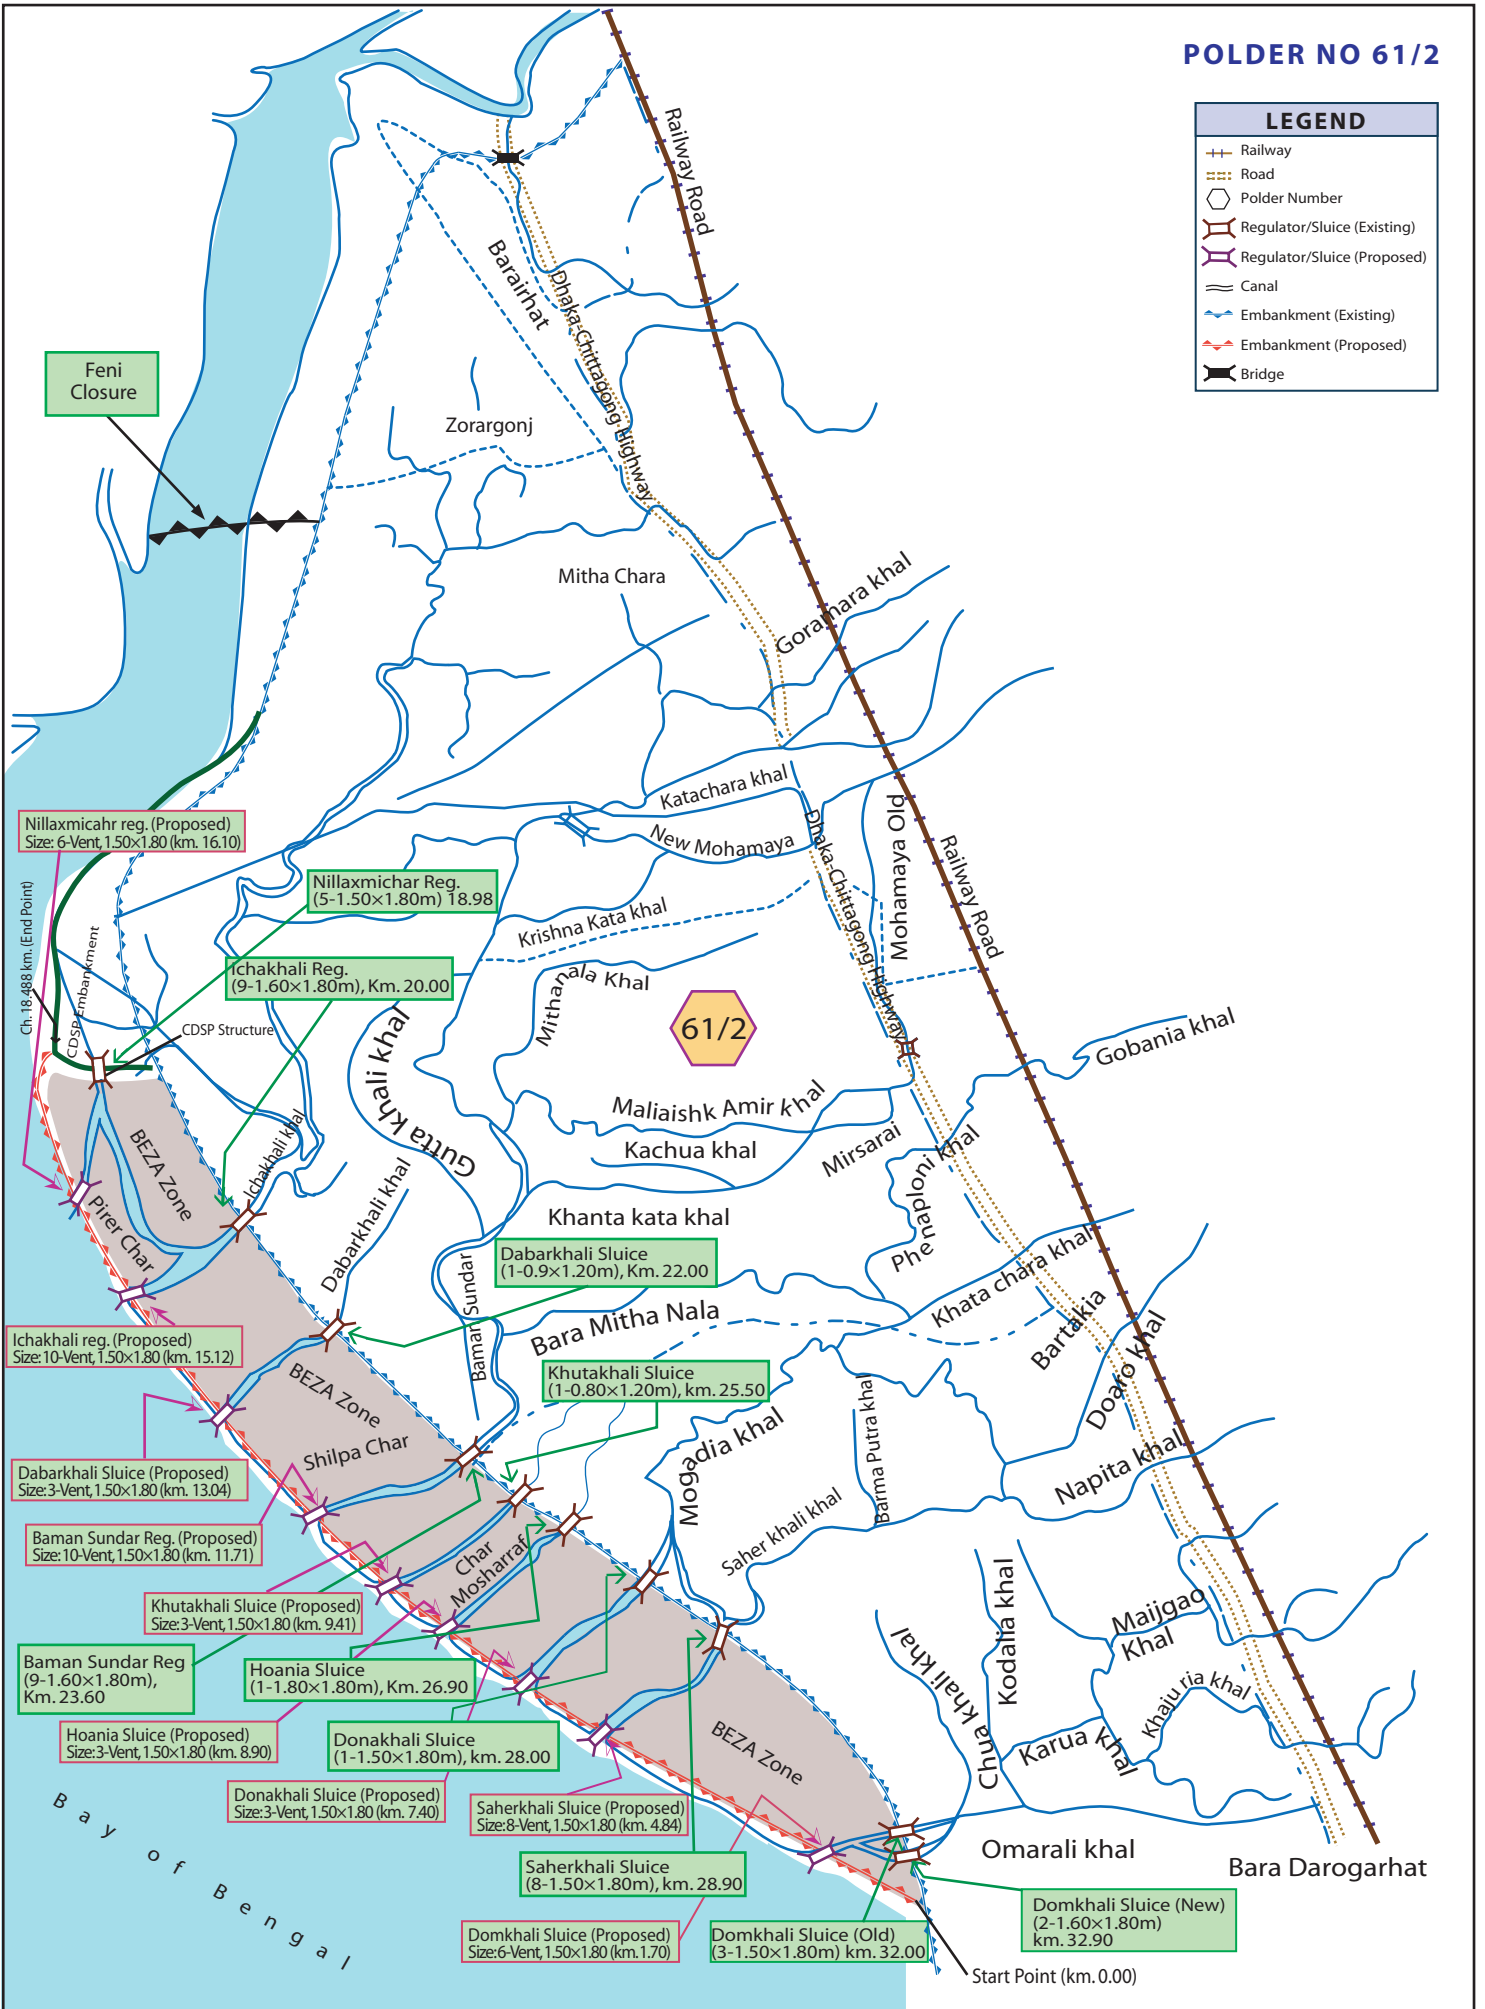 POLDER NO 61/2
LEGEND
Railway
Road
Polder Number
Regulator/Sluice (Existing)
Regulator/Sluice (Proposed)
Canal
Embankment (Existing)
Embankment (Proposed)
Bridge
Railway Road
Barairhat
Dhaka-Chittagong Highway
Feni
Closure
Zorargonj
Mitha Chara
Goramara khal
Katachara khal
New Mohamaya
Mohamaya Old
Dhaka-Chittagong Highway
Railway Road
Nillaxmicahr reg. (Proposed)
Size: 6-Vent, 1.50×1.80 (km. 16.10)
Nillaxmichar Reg.
(5-1.50×1.80m) 18.98
Krishna Kata khal
Ichakhali Reg.
(9-1.60×1.80m), Km. 20.00
Ch. 18.488 km. (End Point)
CDSP Embankment
CDSP Structure
Mithanala Khal
61/2
Gobania khal
Gutta khali khal
Maliaishk Amir khal
Kachua khal
Mirsarai
Phenaploni khal
BEZA Zone
Ichakhali khal
Pirer Char
Dabarkhali khal
Khanta kata khal
Bamar Sundar
Dabarkhali Sluice
(1-0.9×1.20m), Km. 22.00
Khata chara khal
Bara Mitha Nala
Bartakia
Doaro khal
Ichakhali reg. (Proposed)
Size: 10-Vent, 1.50×1.80 (km. 15.12)
Khutakhali Sluice
(1-0.80×1.20m), km. 25.50
BEZA Zone
Shilpa Char
Mogadia khal
Barma Putra khal
Napita khal
Dabarkhali Sluice (Proposed)
Size: 3-Vent, 1.50×1.80 (km. 13.04)
Baman Sundar Reg. (Proposed)
Size: 10-Vent, 1.50×1.80 (km. 11.71)
Char
Mosharraf
Saher khali khal
Khutakhali Sluice (Proposed)
Size: 3-Vent, 1.50×1.80 (km. 9.41)
Kodalia khal
Maijgao
Khal
Chua khali khal
Khaju ria khal
Karua khal
Baman Sundar Reg
(9-1.60×1.80m),
Km. 23.60
Hoania Sluice
(1-1.80×1.80m), Km. 26.90
Hoania Sluice (Proposed)
Size: 3-Vent, 1.50×1.80 (km. 8.90)
Donakhali Sluice
(1-1.50×1.80m), km. 28.00
BEZA Zone
Donakhali Sluice (Proposed)
Size: 3-Vent, 1.50×1.80 (km. 7.40)
Saherkhali Sluice (Proposed)
Size: 8-Vent, 1.50×1.80 (km. 4.84)
Bay of Bengal
Omarali khal
Bara Darogarhat
Saherkhali Sluice
(8-1.50×1.80m), km. 28.90
Domkhali Sluice (Proposed)
Size: 6-Vent, 1.50×1.80 (km. 1.70)
Domkhali Sluice (Old)
(3-1.50×1.80m) km. 32.00
Domkhali Sluice (New)
(2-1.60×1.80m)
km. 32.90
Start Point (km. 0.00)